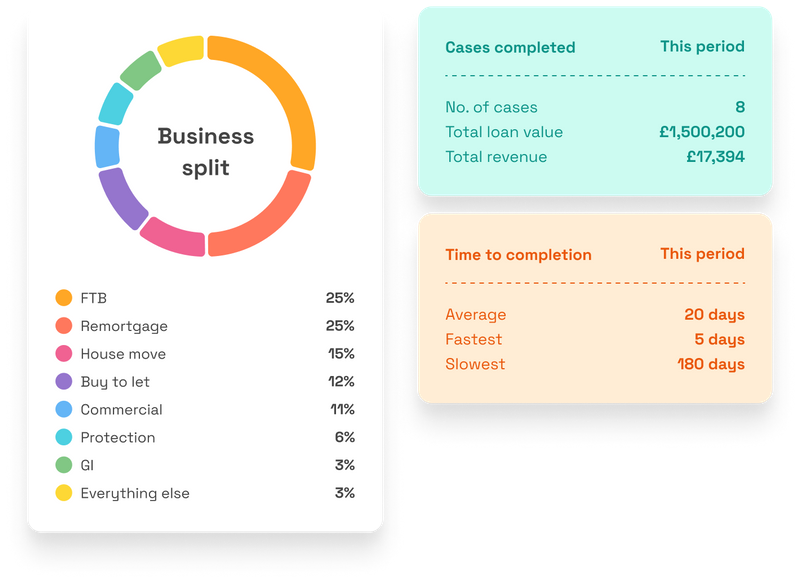 Business
split
FTB 25%
Remortgage 25%
House move 15%
Buy to let 12%
Commercial 11%
Protection 6%
GI 3%
Everything else 3%
Cases completed This period
No. of cases 8
Total loan value £1,500,200
Total revenue £17,394
Time to completion This period
Average 20 days
Fastest 5 days
Slowest 180 days